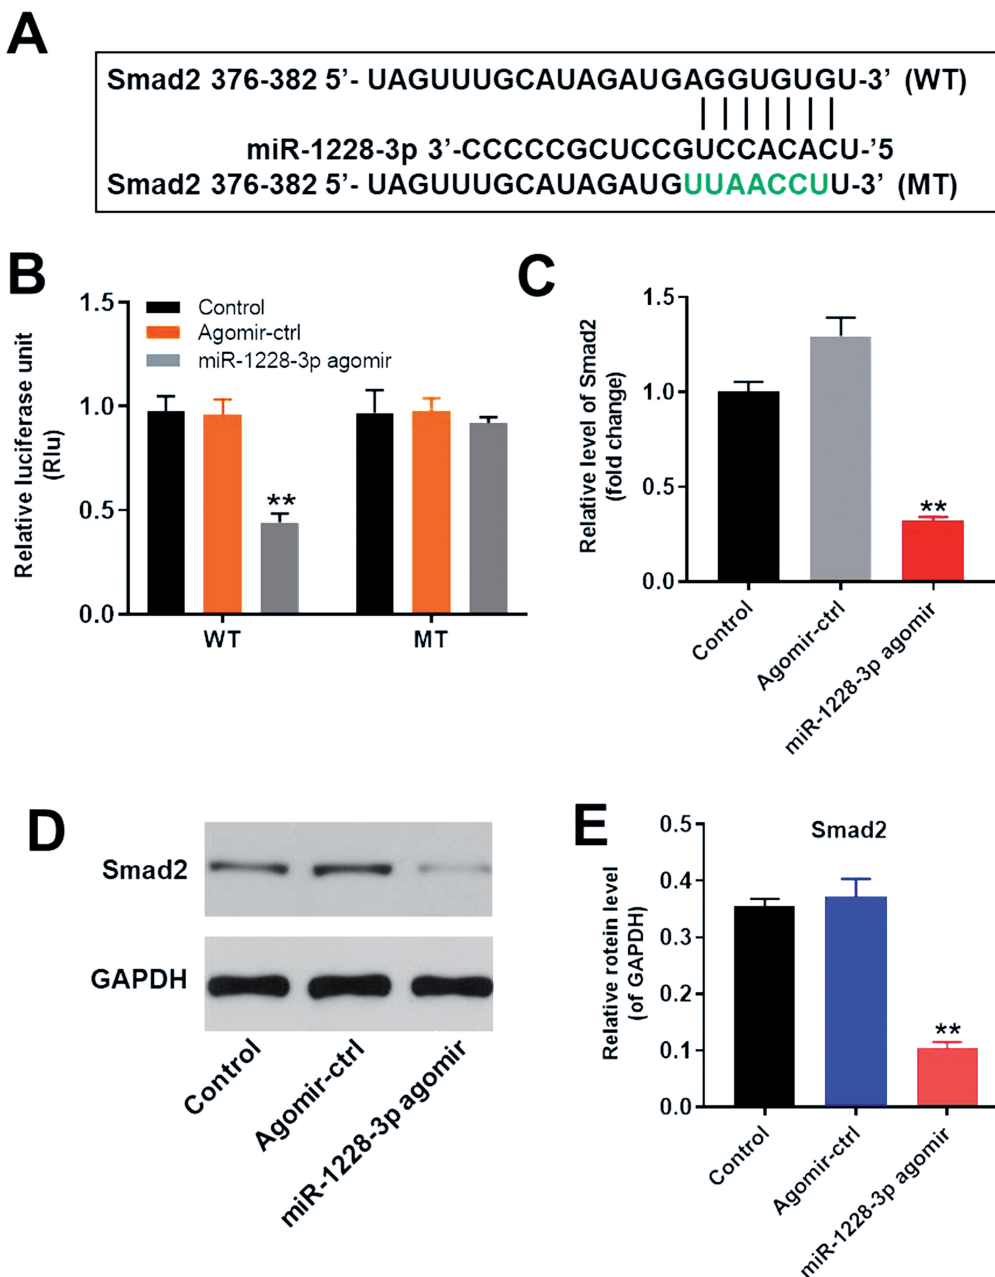 A
Smad2 376-382 5’- UAGUUUGCAUAGAUGAGGUGUGU-3’ (WT)
miR-1228-3p 3’-CCCCCGCUCCGUCCACACU-’5
Smad2 376-382 5’- UAGUUUGCAUAGAUGUUAACCUU-3’ (MT)
B
Relative luciferase unit
(Rlu)
1.5
1.0
0.5
0.0
Control
Agomir-ctrl
miR-1228-3p agomir
**
WT
MT
C
Relative level of Smad2
(fold change)
1.5
1.0
0.5
0.0
**
Control
Agomir-ctrl
miR-1228-3p agomir
D
Smad2
GAPDH
Control
Agomir-ctrl
miR-1228-3p agomir
E
Smad2
Relative rotein level
(of GAPDH)
0.5
0.4
0.3
0.2
0.1
0.0
**
Control
Agomir-ctrl
miR-1228-3p agomir